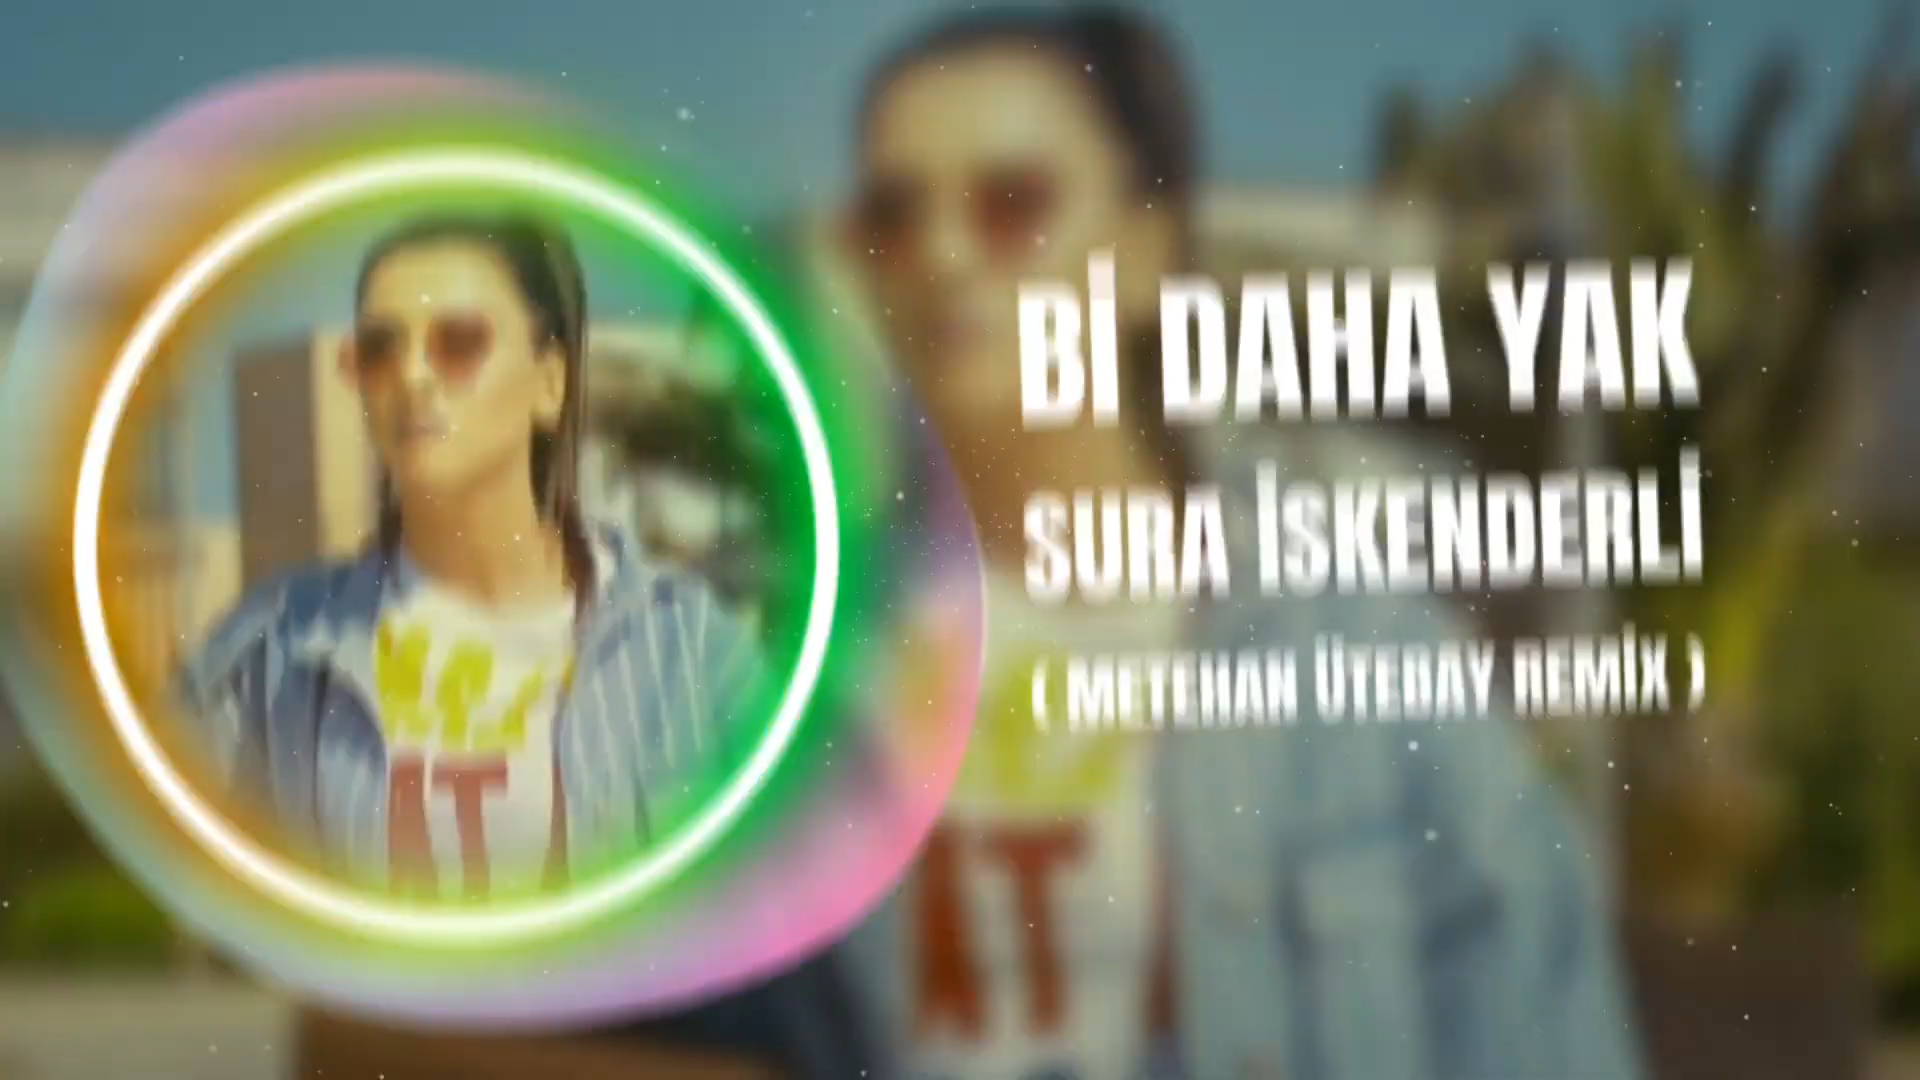 Bİ DAHA YAK
SURA İSKENDERLİ
( METEHAN ÜTEBAY REMİX )